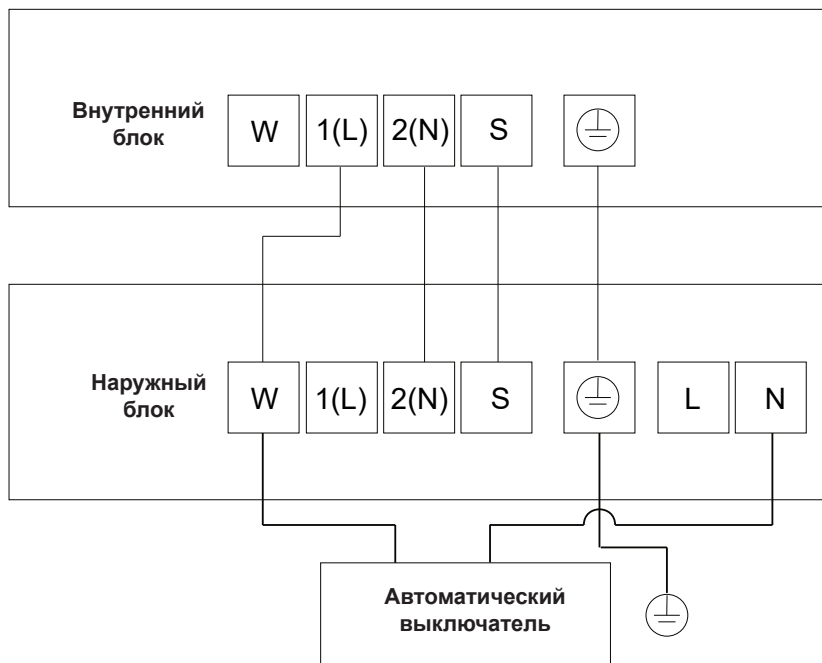 Внутренний
блок
W 1(L) 2(N) S
Наружный
блок
W 1(L) 2(N) S L N
Автоматический
выключатель